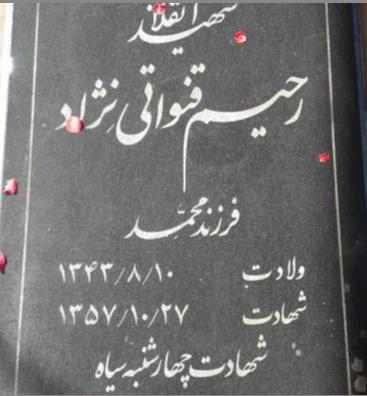 شهید انقلاب
رحیم قنواتی نژاد
فرزند محمد
ولادت ۱۳۴۳/۸/۱۰
شهادت ۱۳۵۷/۱۰/۲۷
شهادت چهارشنبه سیاه